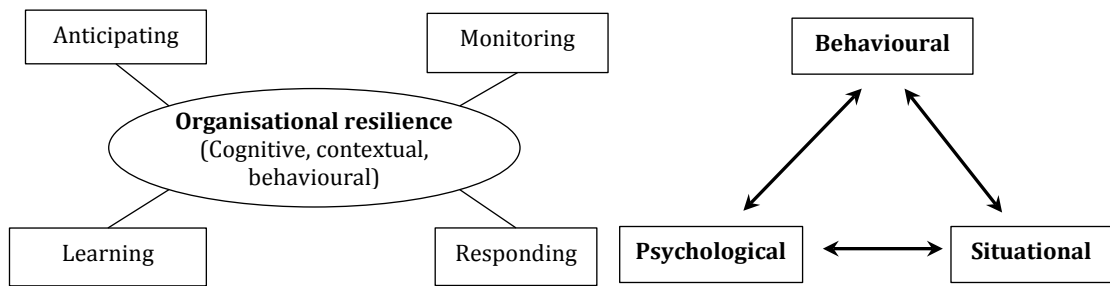 Anticipating
Monitoring
Organisational resilience
(Cognitive, contextual,
behavioural)
Learning
Responding
Behavioural
Psychological
Situational